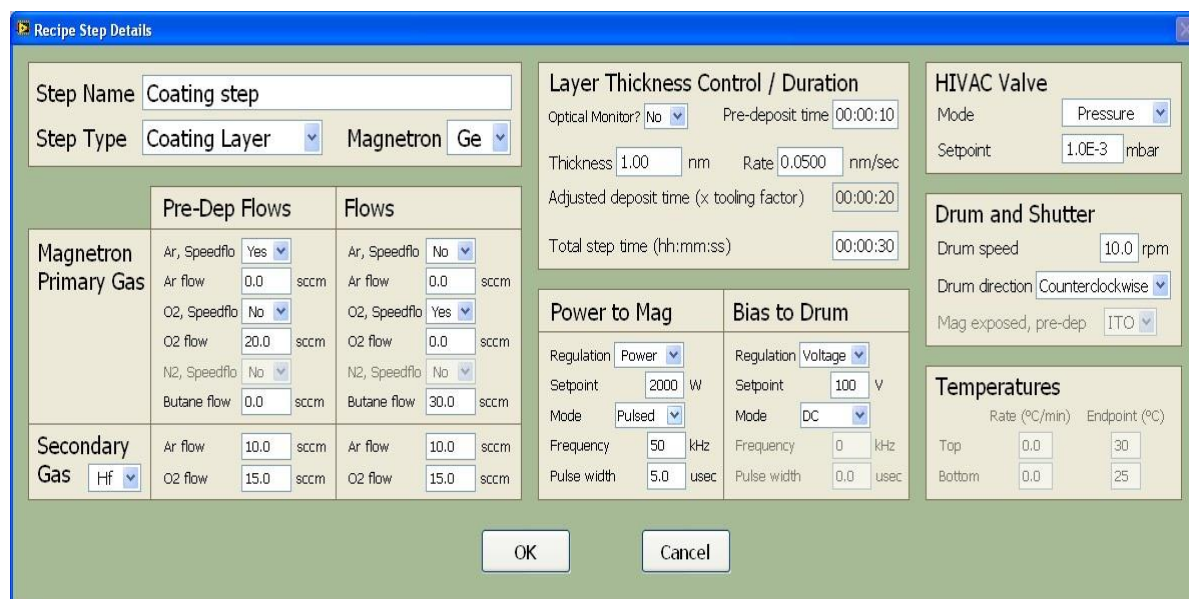 Recipe Step Details
Step Name Coating step
Step Type Coating Layer Magnetron Ge
Pre-Dep Flows Flows
Magnetron Primary Gas
Ar, Speedflo Yes Ar, Speedflo No
Ar flow 0.0 sccm Ar flow 0.0 sccm
O2, Speedflo No O2, Speedflo Yes
O2 flow 20.0 sccm O2 flow 0.0 sccm
N2, Speedflo No N2, Speedflo No
Butane flow 0.0 sccm Butane flow 30.0 sccm
Secondary Gas Hf
Ar flow 10.0 sccm Ar flow 10.0 sccm
O2 flow 15.0 sccm O2 flow 15.0 sccm
Layer Thickness Control / Duration
Optical Monitor? No Pre-deposit time 00:00:10
Thickness 1.00 nm Rate 0.0500 nm/sec
Adjusted deposit time (x tooling factor) 00:00:20
Total step time (hh:mm:ss) 00:00:30
Power to Mag Bias to Drum
Regulation Power Regulation Voltage
Setpoint 2000 W Setpoint 100 V
Mode Pulsed Mode DC
Frequency 50 kHz Frequency 0 kHz
Pulse width 5.0 usec Pulse width 0.0 usec
HIVAC Valve
Mode Pressure
Setpoint 1.0E-3 mbar
Drum and Shutter
Drum speed 10.0 rpm
Drum direction Counterclockwise
Mag exposed, pre-dep ITO
Temperatures
Rate (ºC/min) Endpoint (ºC)
Top 0.0 30
Bottom 0.0 25
OK Cancel